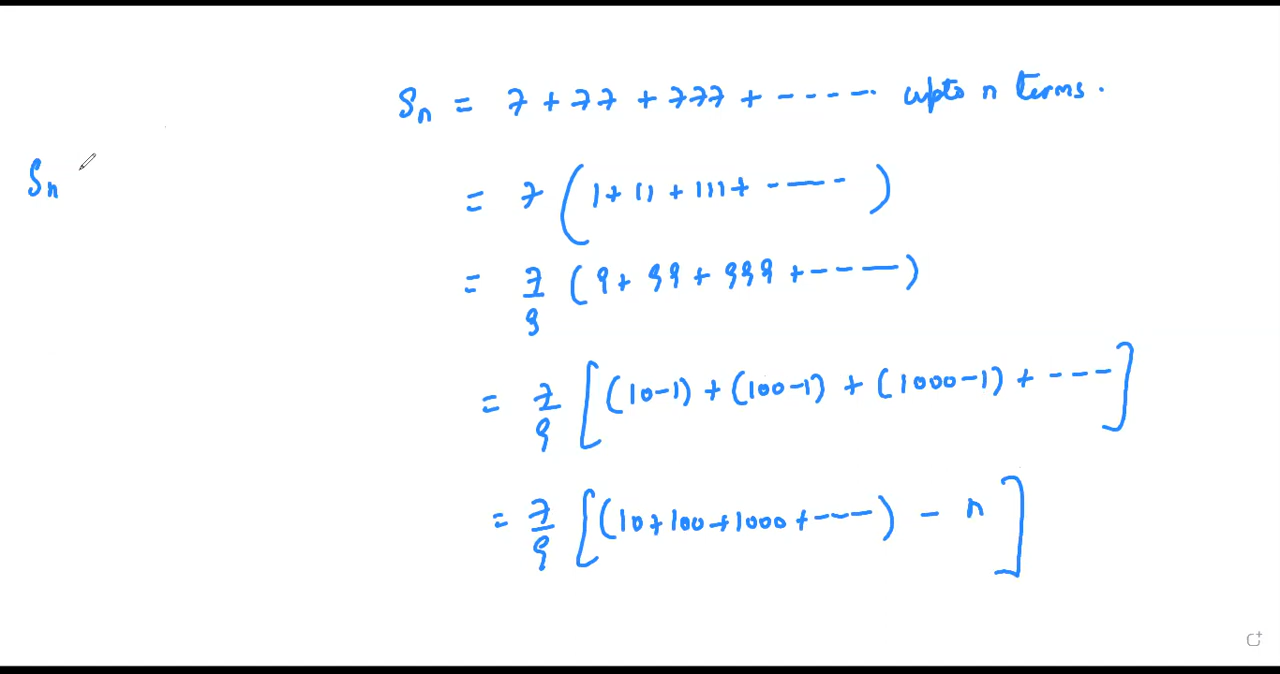 Sn = 7 + 77 + 777 + ----- upto n terms.
Sn
= 7 ( 1 + 11 + 111 + ---- )
= 7/9 ( 9 + 99 + 999 + ---- )
= 7/9 [ (10-1) + (100-1) + (1000-1) + --- ]
= 7/9 [ (10+100+1000+---) - n ]